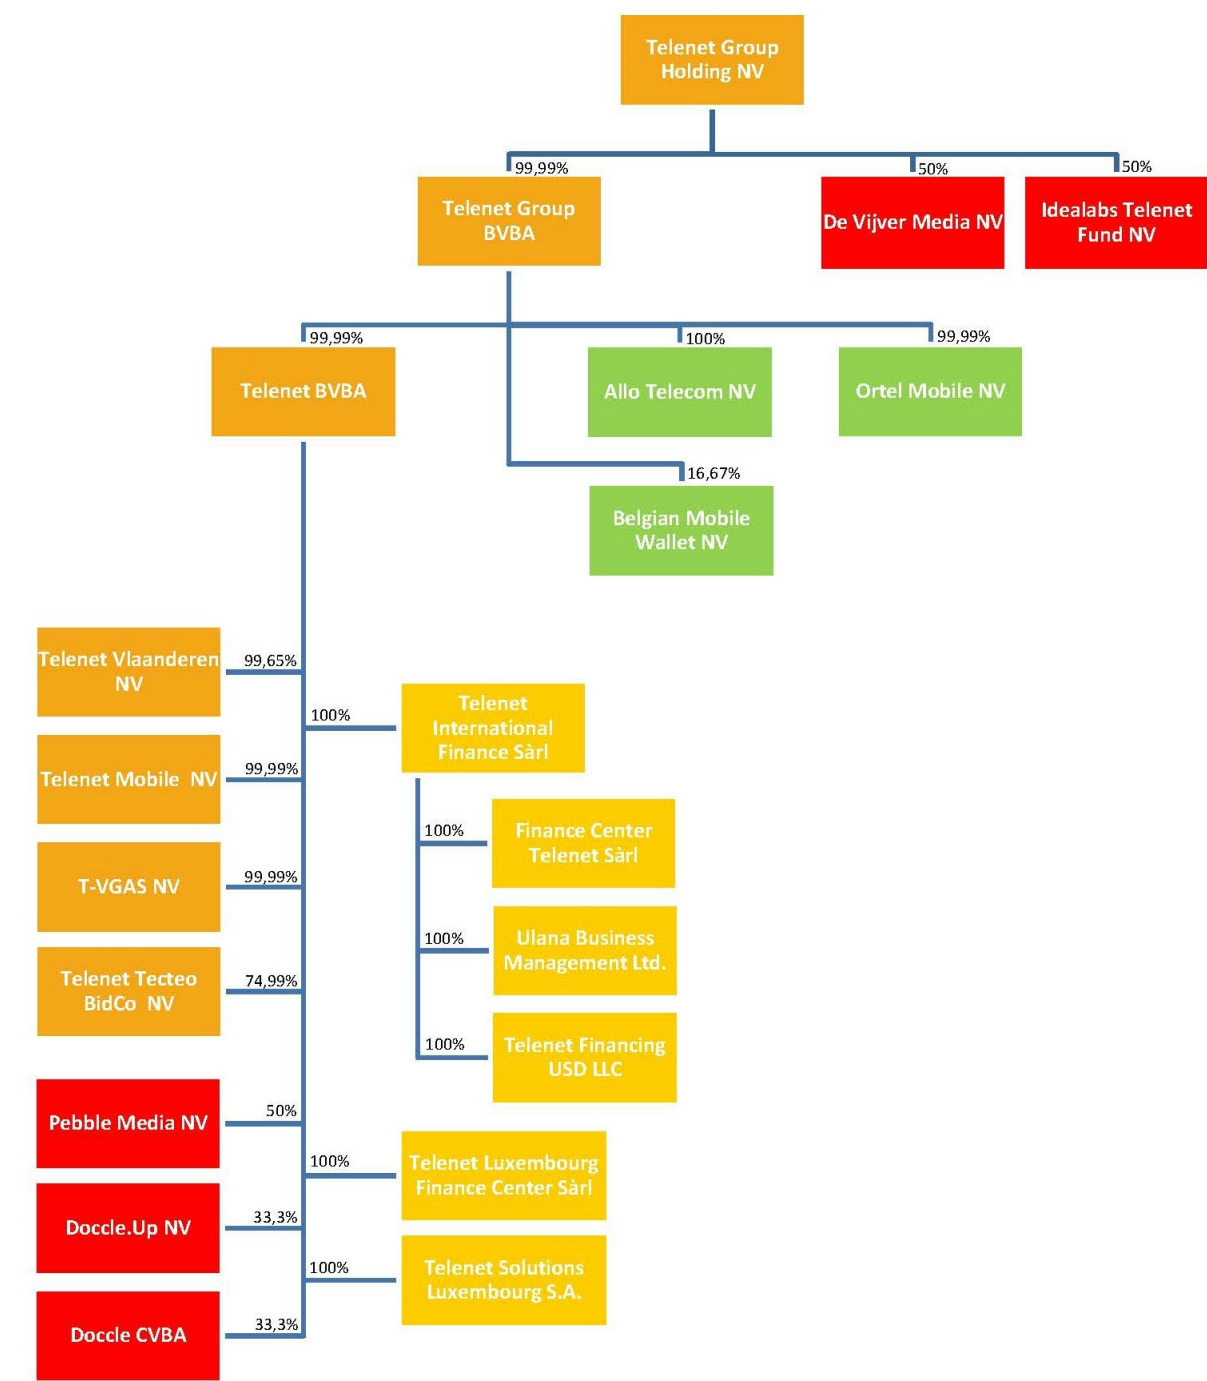 Telenet Group
Holding NV
99,99%
50%
50%
Telenet Group
BVBA
De Vijver Media NV
Idealabs Telenet
Fund NV
99,99%
100%
99,99%
Telenet BVBA
Allo Telecom NV
Ortel Mobile NV
16,67%
Belgian Mobile
Wallet NV
Telenet Vlaanderen
NV
99,65%
100%
Telenet
International
Finance Sàrl
Telenet Mobile  NV
99,99%
100%
Finance Center
Telenet Sàrl
T-VGAS NV
99,99%
100%
Ulana Business
Management Ltd.
Telenet Tecteo
BidCo  NV
74,99%
100%
Telenet Financing
USD LLC
Pebble Media NV
50%
100%
Telenet Luxembourg
Finance Center Sàrl
Doccle.Up NV
33,3%
100%
Telenet Solutions
Luxembourg S.A.
Doccle CVBA
33,3%